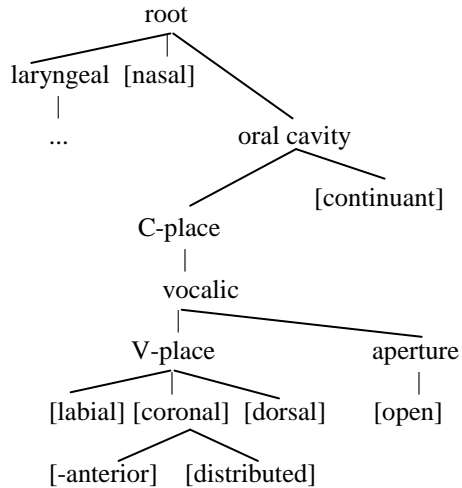 root
laryngeal [nasal]
...
oral cavity
[continuant]
C-place
vocalic
V-place aperture
[labial] [coronal] [dorsal] [open]
[-anterior] [distributed]